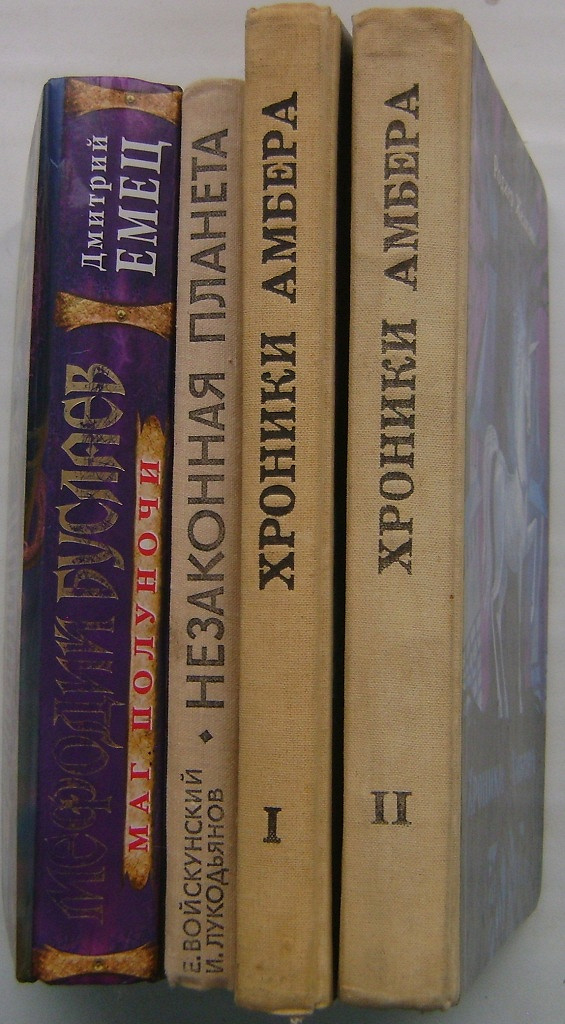 Дмитрий
ЕМЕЦ
МЕФОДИЙ БУСЛАЕВ
МАГ ПОЛУНОЧИ
Е. ВОЙСКУНСКИЙ
И. ЛУКОДЬЯНОВ
НЕЗАКОННАЯ ПЛАНЕТА
ХРОНИКИ АМБЕРА
I
ХРОНИКИ АМБЕРА
II